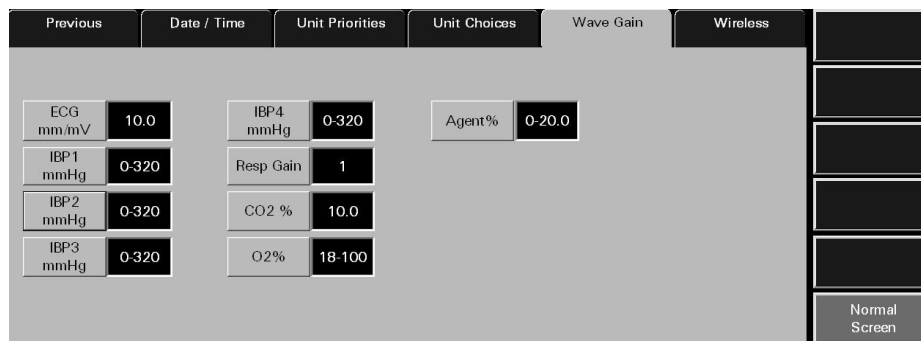 Previous
Date / Time
Unit Priorities
Unit Choices
Wave Gain
Wireless
ECG
mm/mV
10.0
IBP4
mmHg
0-320
Agent%
0-20.0
IBP1
mmHg
0-320
Resp Gain
1
IBP2
mmHg
0-320
CO2 %
10.0
IBP3
mmHg
0-320
O2%
18-100
Normal
Screen